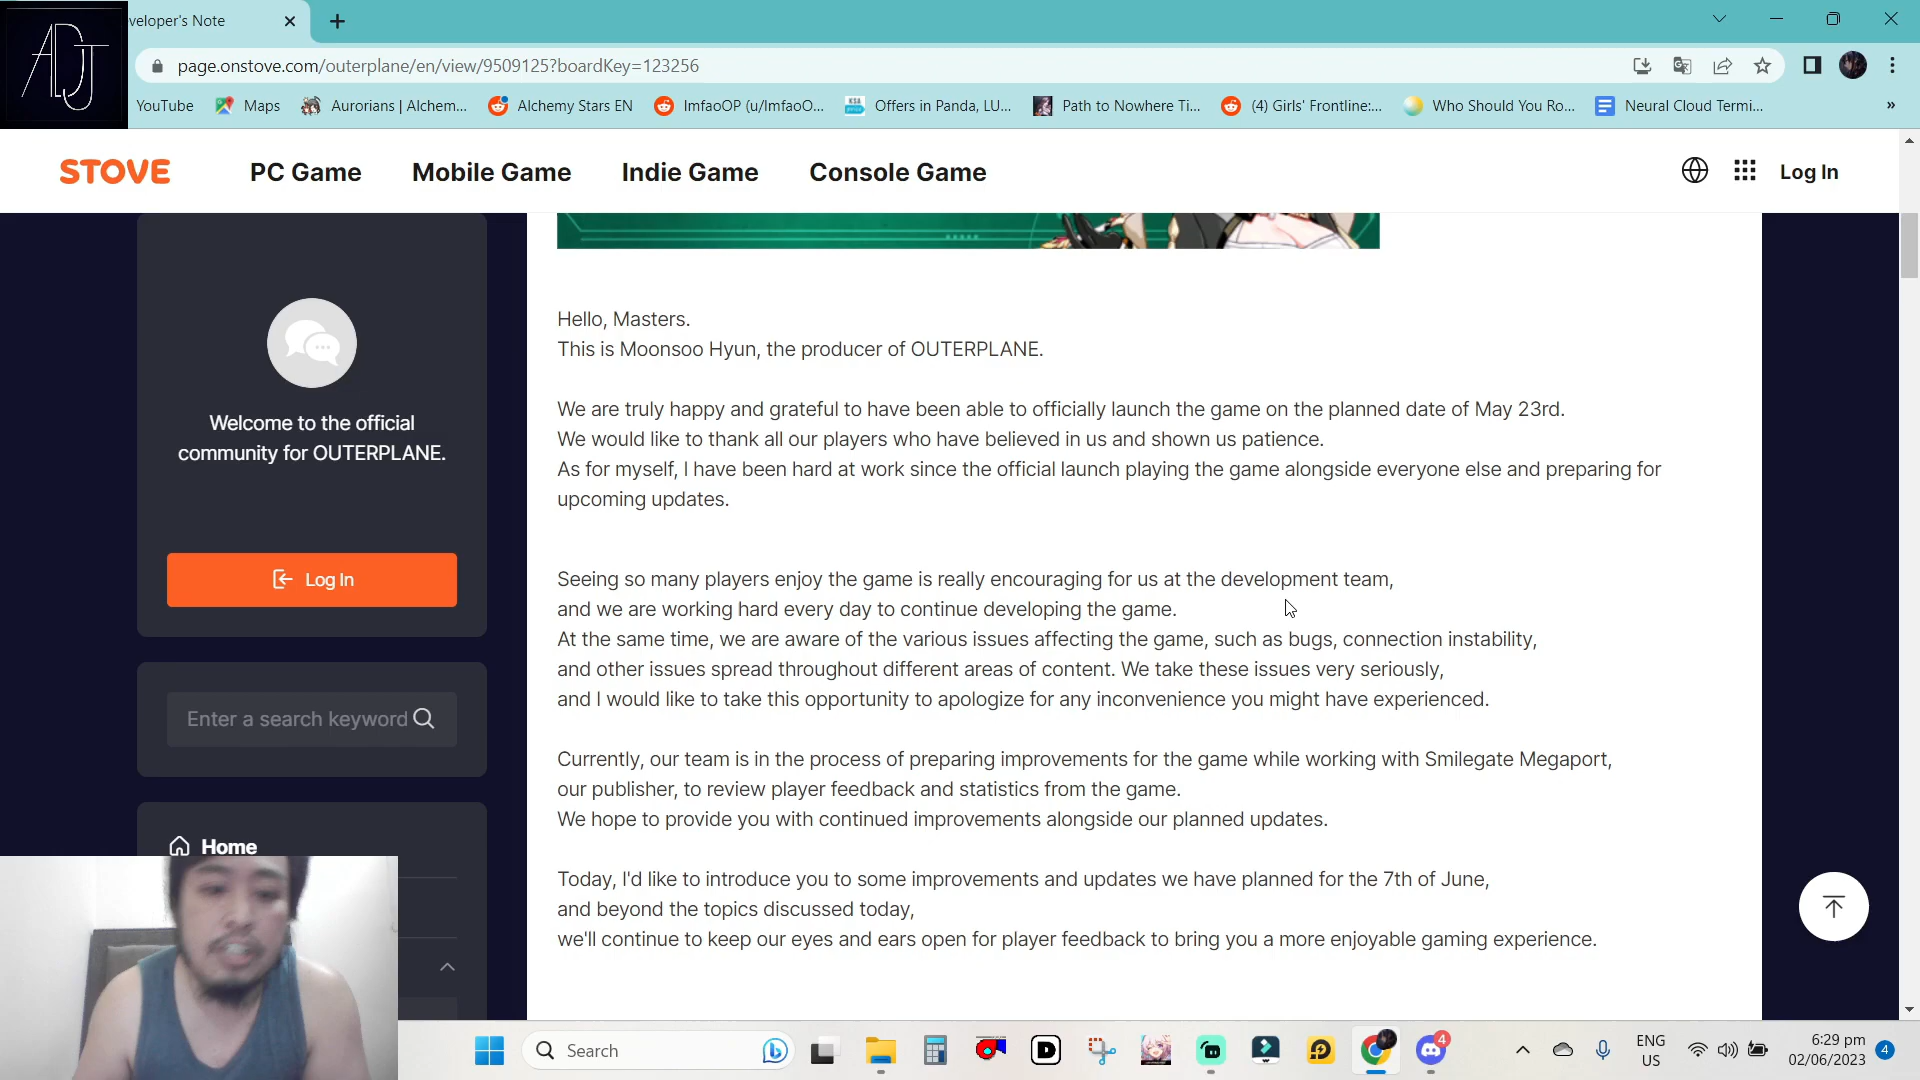 ADJ
veloper's Note
page.onstove.com/outerplane/en/view/9509125?boardKey=123256
YouTube
Maps
Aurorians | Alchem...
Alchemy Stars EN
lmfaoOP (u/lmfaoO...
Offers in Panda, LU...
Path to Nowhere Ti...
(4) Girls' Frontline:...
Who Should You Ro...
Neural Cloud Termi...
»
STOVE
PC Game
Mobile Game
Indie Game
Console Game
Log In
Welcome to the official
community for OUTERPLANE.
Log In
Enter a search keyword
Home
Hello, Masters.
This is Moonsoo Hyun, the producer of OUTERPLANE.
We are truly happy and grateful to have been able to officially launch the game on the planned date of May 23rd.
We would like to thank all our players who have believed in us and shown us patience.
As for myself, I have been hard at work since the official launch playing the game alongside everyone else and preparing for
upcoming updates.
Seeing so many players enjoy the game is really encouraging for us at the development team,
and we are working hard every day to continue developing the game.
At the same time, we are aware of the various issues affecting the game, such as bugs, connection instability,
and other issues spread throughout different areas of content. We take these issues very seriously,
and I would like to take this opportunity to apologize for any inconvenience you might have experienced.
Currently, our team is in the process of preparing improvements for the game while working with Smilegate Megaport,
our publisher, to review player feedback and statistics from the game.
We hope to provide you with continued improvements alongside our planned updates.
Today, I'd like to introduce you to some improvements and updates we have planned for the 7th of June,
and beyond the topics discussed today,
we'll continue to keep our eyes and ears open for player feedback to bring you a more enjoyable gaming experience.
Search
4
ENG
US
6:29 pm
02/06/2023
4